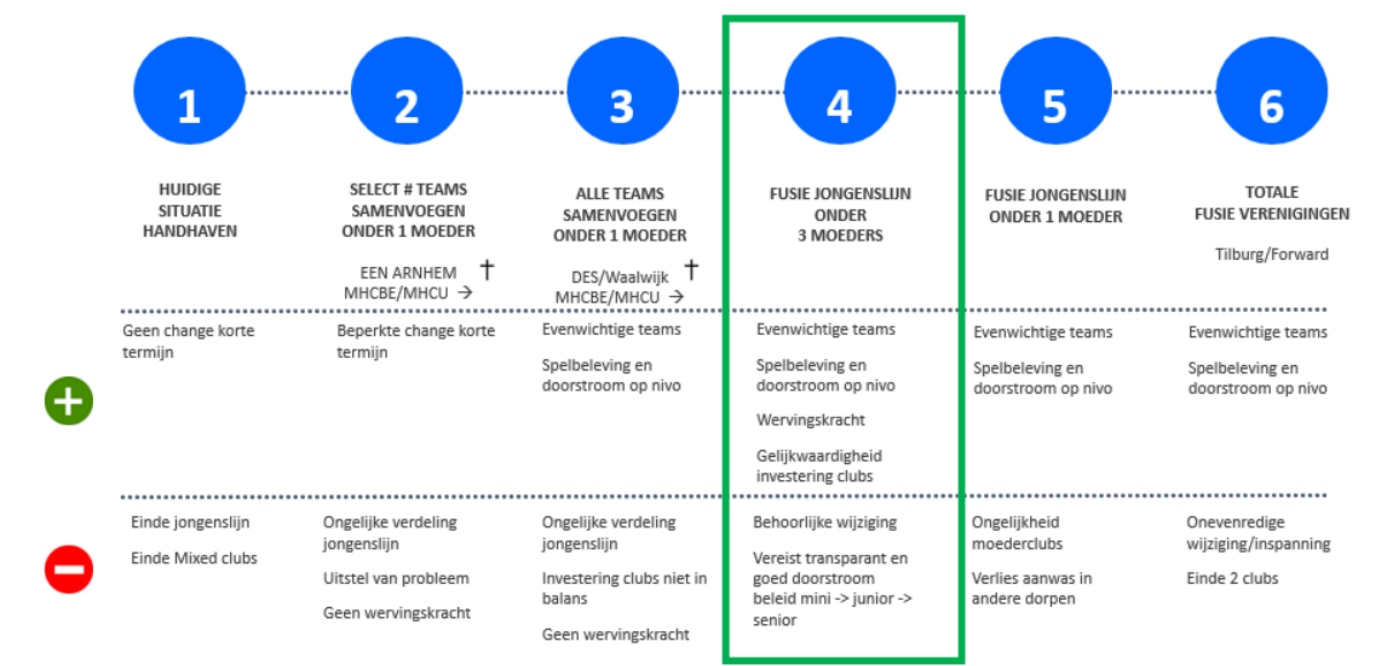 1
2
3
4
5
6
HUIDIGE
SITUATIE
HANDHAVEN
SELECT # TEAMS
SAMENVOEGEN
ONDER 1 MOEDER
EEN ARNHEM †
MHCBE/MHCU →
ALLE TEAMS
SAMENVOEGEN
ONDER 1 MOEDER
DES/Waalwijk †
MHCBE/MHCU →
FUSIE JONGENSLIJN
ONDER
3 MOEDERS
FUSIE JONGENSLIJN
ONDER 1 MOEDER
TOTALE
FUSIE VERENIGINGEN
Tilburg/Forward
Geen change korte
termijn
Beperkte change korte
termijn
Evenwichtige teams
Spelbeleving en
doorstroom op nivo
Evenwichtige teams
Spelbeleving en
doorstroom op nivo
Wervingskracht
Gelijkwaardigheid
investering clubs
Evenwichtige teams
Spelbeleving en
doorstroom op nivo
Evenwichtige teams
Spelbeleving en
doorstroom op nivo
Einde jongenslijn
Einde Mixed clubs
Ongelijke verdeling
jongenslijn
Uitstel van probleem
Geen wervingskracht
Ongelijke verdeling
jongenslijn
Investering clubs niet in
balans
Geen wervingskracht
Behoorlijke wijziging
Vereist transparant en
goed doorstroom
beleid mini -> junior ->
senior
Ongelijkheid
moederclubs
Verlies aanwas in
andere dorpen
Onevenredige
wijziging/inspanning
Einde 2 clubs